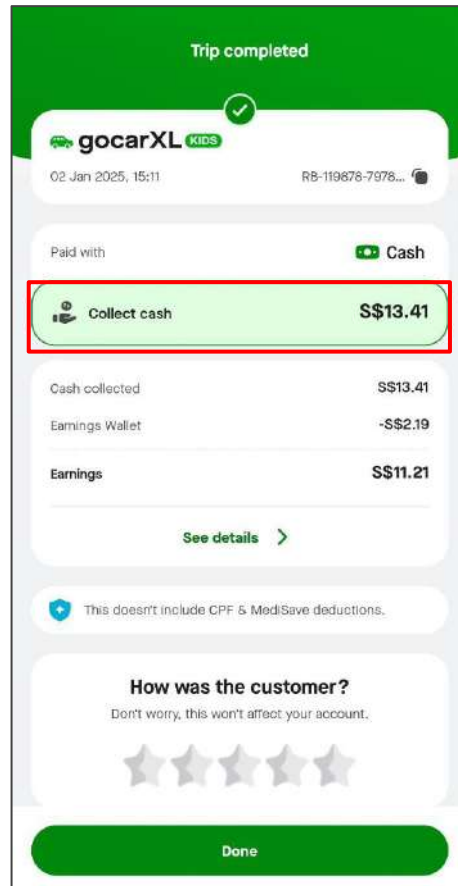 Trip completed
gocarXL KIDS
02 Jan 2025, 15:11 RB-119878-7978...
Paid with Cash
Collect cash S$13.41
Cash collected S$13.41
Earnings Wallet -S$2.19
Earnings S$11.21
See details
This doesn't include CPF & MediSave deductions.
How was the customer?
Don't worry, this won't affect your account.
Done